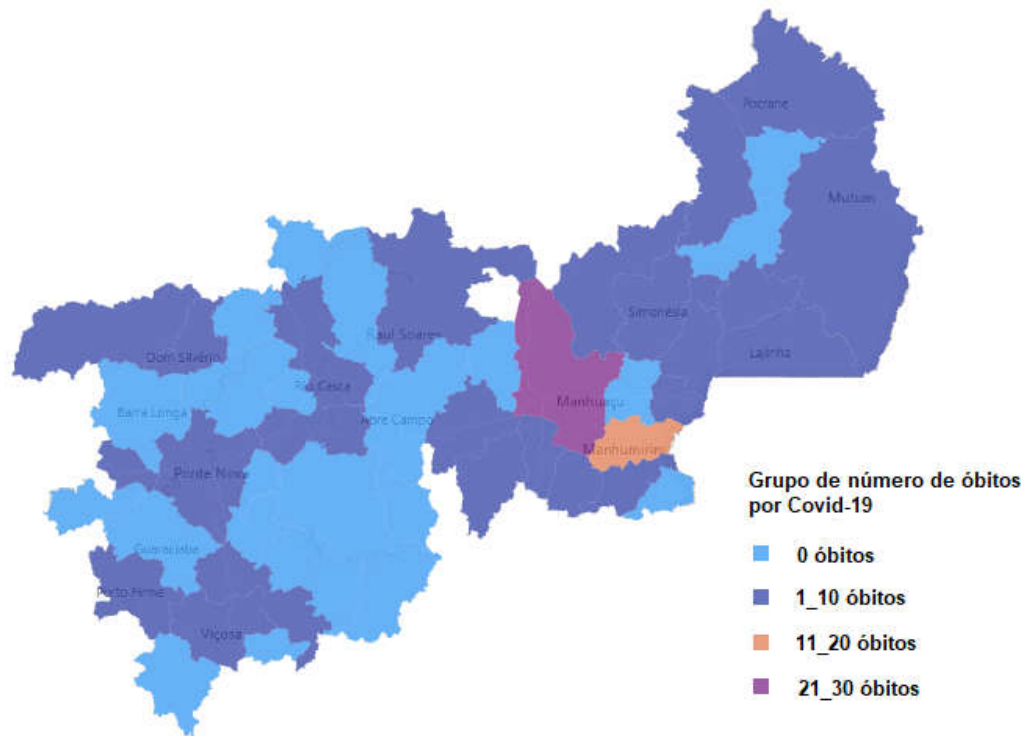 Pocrane
Mutum
Simonésia
Raul Soares
Lajinha
Dom Silvério
Rio Casca
Manhuaçu
Barra Longa
Abre Campo
Manhumirim
Ponte Nova
Grupo de número de óbitos
por Covid-19
Guaraciaba
0 óbitos
Porto Firme
1_10 óbitos
Viçosa
11_20 óbitos
21_30 óbitos